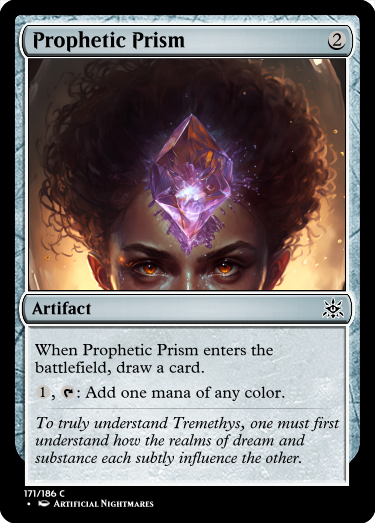 Prophetic Prism 2
Artifact
When Prophetic Prism enters the
battlefield, draw a card.
1, : Add one mana of any color.
To truly understand Tremethys, one must first
understand how the realms of dream and
substance each subtly influence the other.
171/186 C
• Artificial Nightmares